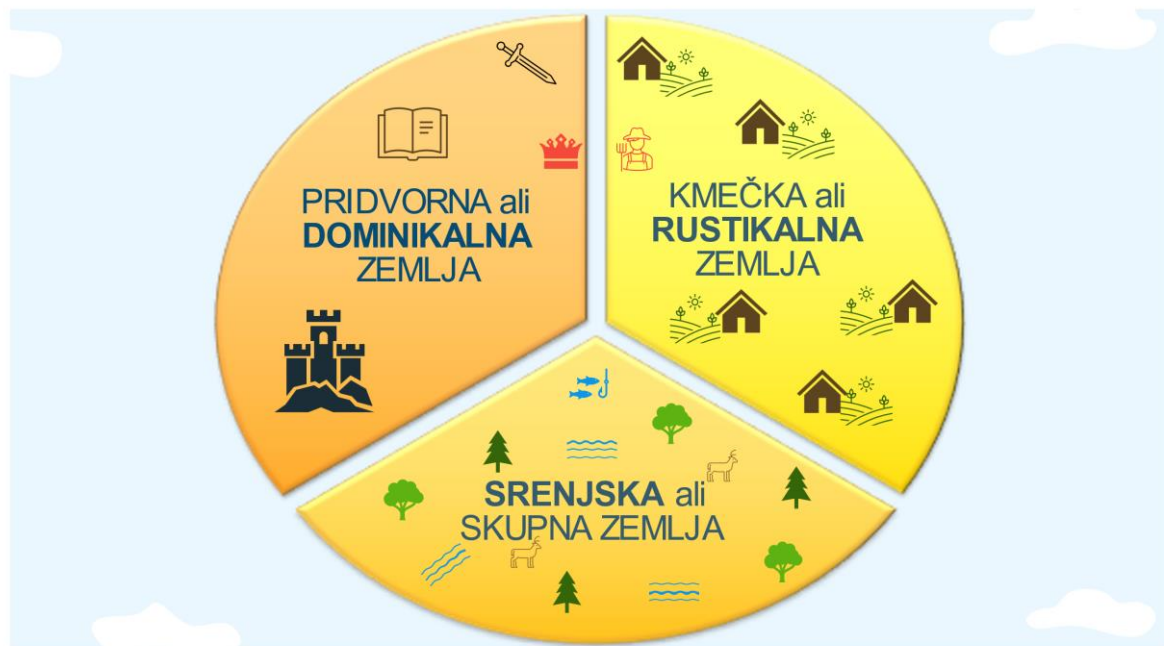 PRIDVORNA ali
DOMINIKALNA
ZEMLJA
KMEČKA ali
RUSTIKALNA
ZEMLJA
SRENJSKA ali
SKUPNA ZEMLJA